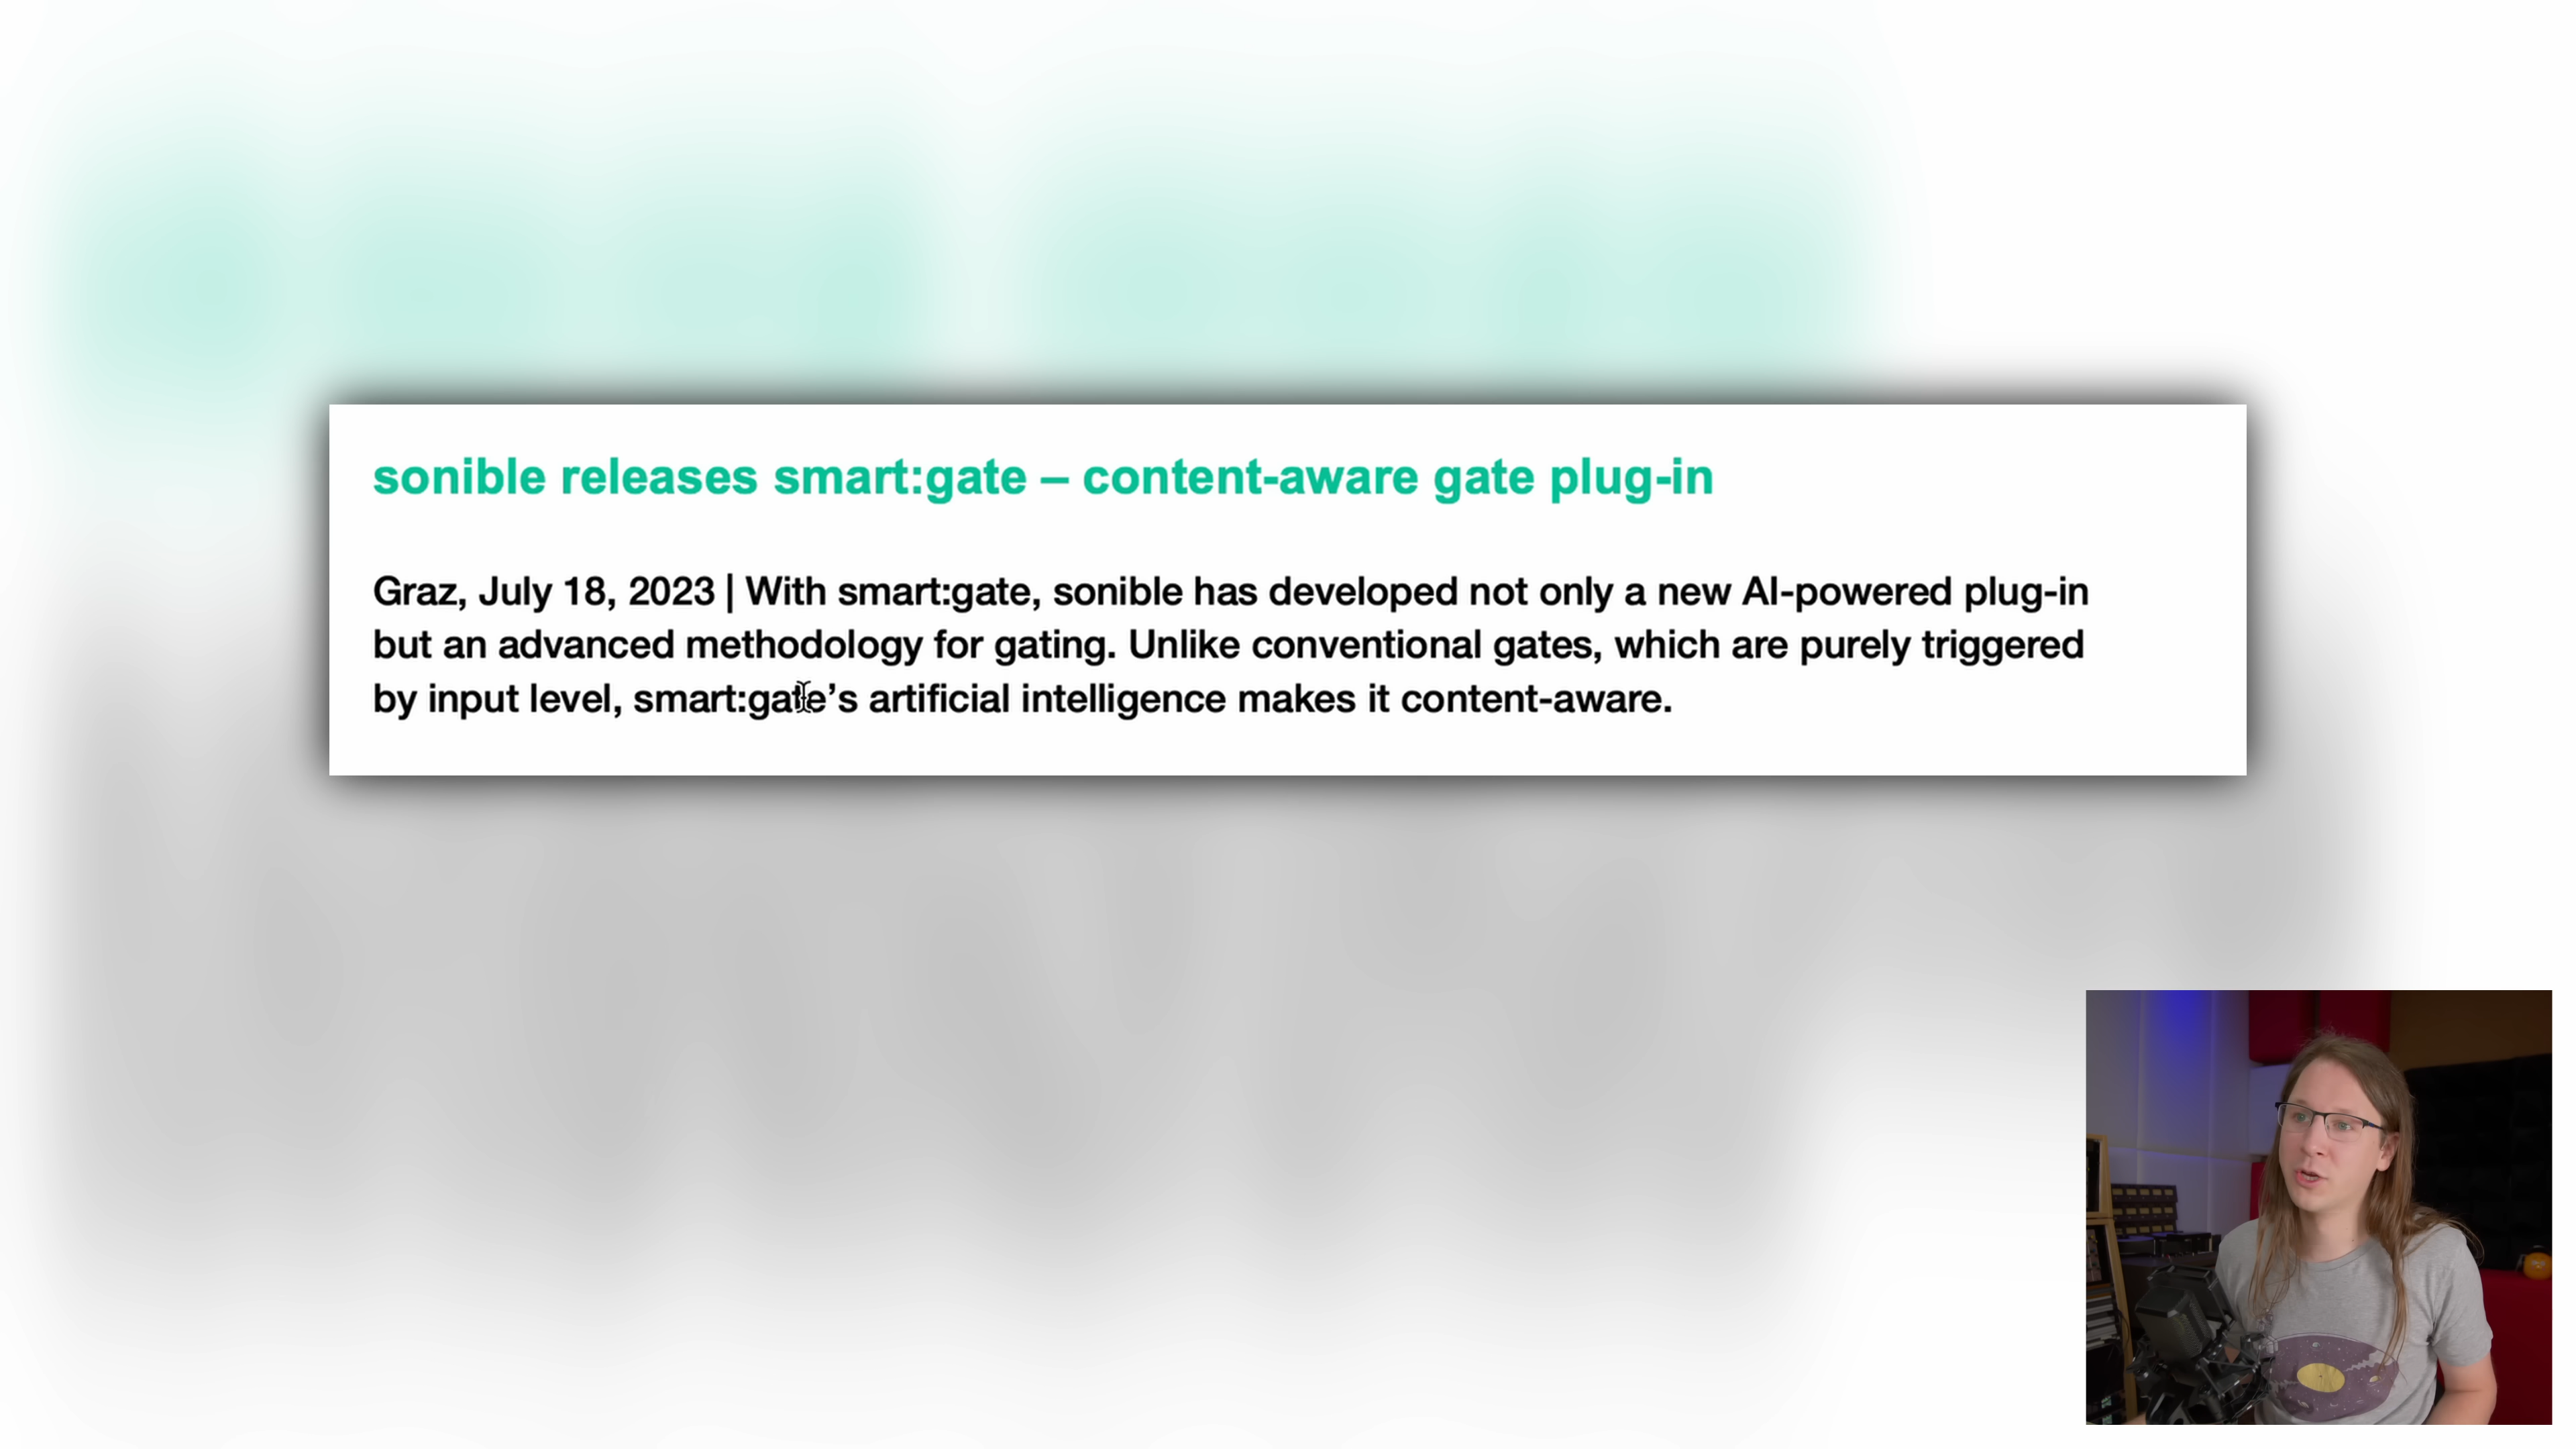 sonible releases smart:gate – content-aware gate plug-in
Graz, July 18, 2023 | With smart:gate, sonible has developed not only a new AI-powered plug-in
but an advanced methodology for gating. Unlike conventional gates, which are purely triggered
by input level, smart:gate’s artificial intelligence makes it content-aware.